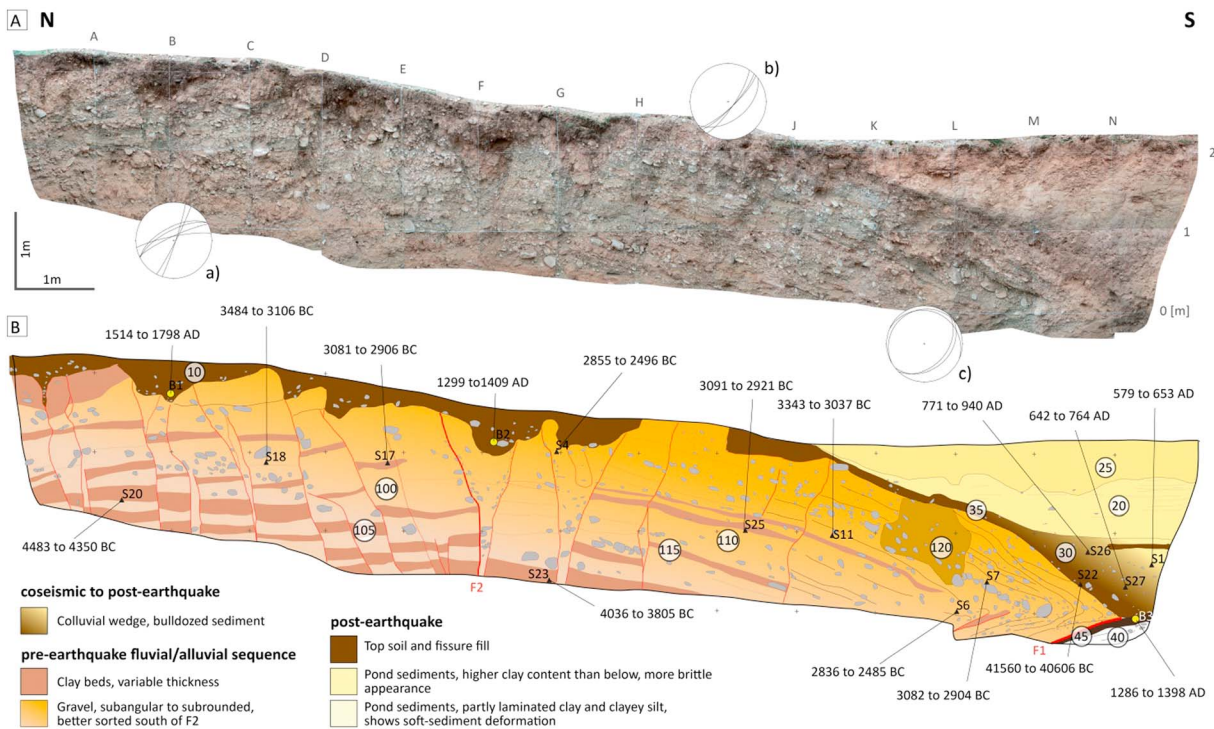 A N S
A B C D E F G H J K L M N
b)
2
1
0 [m]
a)
c)
1m
1m
B
3484 to 3106 BC
1514 to 1798 AD
3081 to 2906 BC
2855 to 2496 BC
1299 to1409 AD
3091 to 2921 BC
3343 to 3037 BC
771 to 940 AD
642 to 764 AD
579 to 653 AD
10
B1
B2
S4
S18
S17
25
100
S20
20
35
105
S25
S11
110
115
120
30
S26
S1
S7
S22
S27
S23
S6
B3
F2
F1
45
40
4483 to 4350 BC
4036 to 3805 BC
2836 to 2485 BC
3082 to 2904 BC
41560 to 40606 BC
1286 to 1398 AD
coseismic to post-earthquake
Colluvial wedge, bulldozed sediment
pre-earthquake fluvial/alluvial sequence
Clay beds, variable thickness
Gravel, subangular to subrounded,
better sorted south of F2
post-earthquake
Top soil and fissure fill
Pond sediments, higher clay content than below, more brittle
appearance
Pond sediments, partly laminated clay and clayey silt,
shows soft-sediment deformation